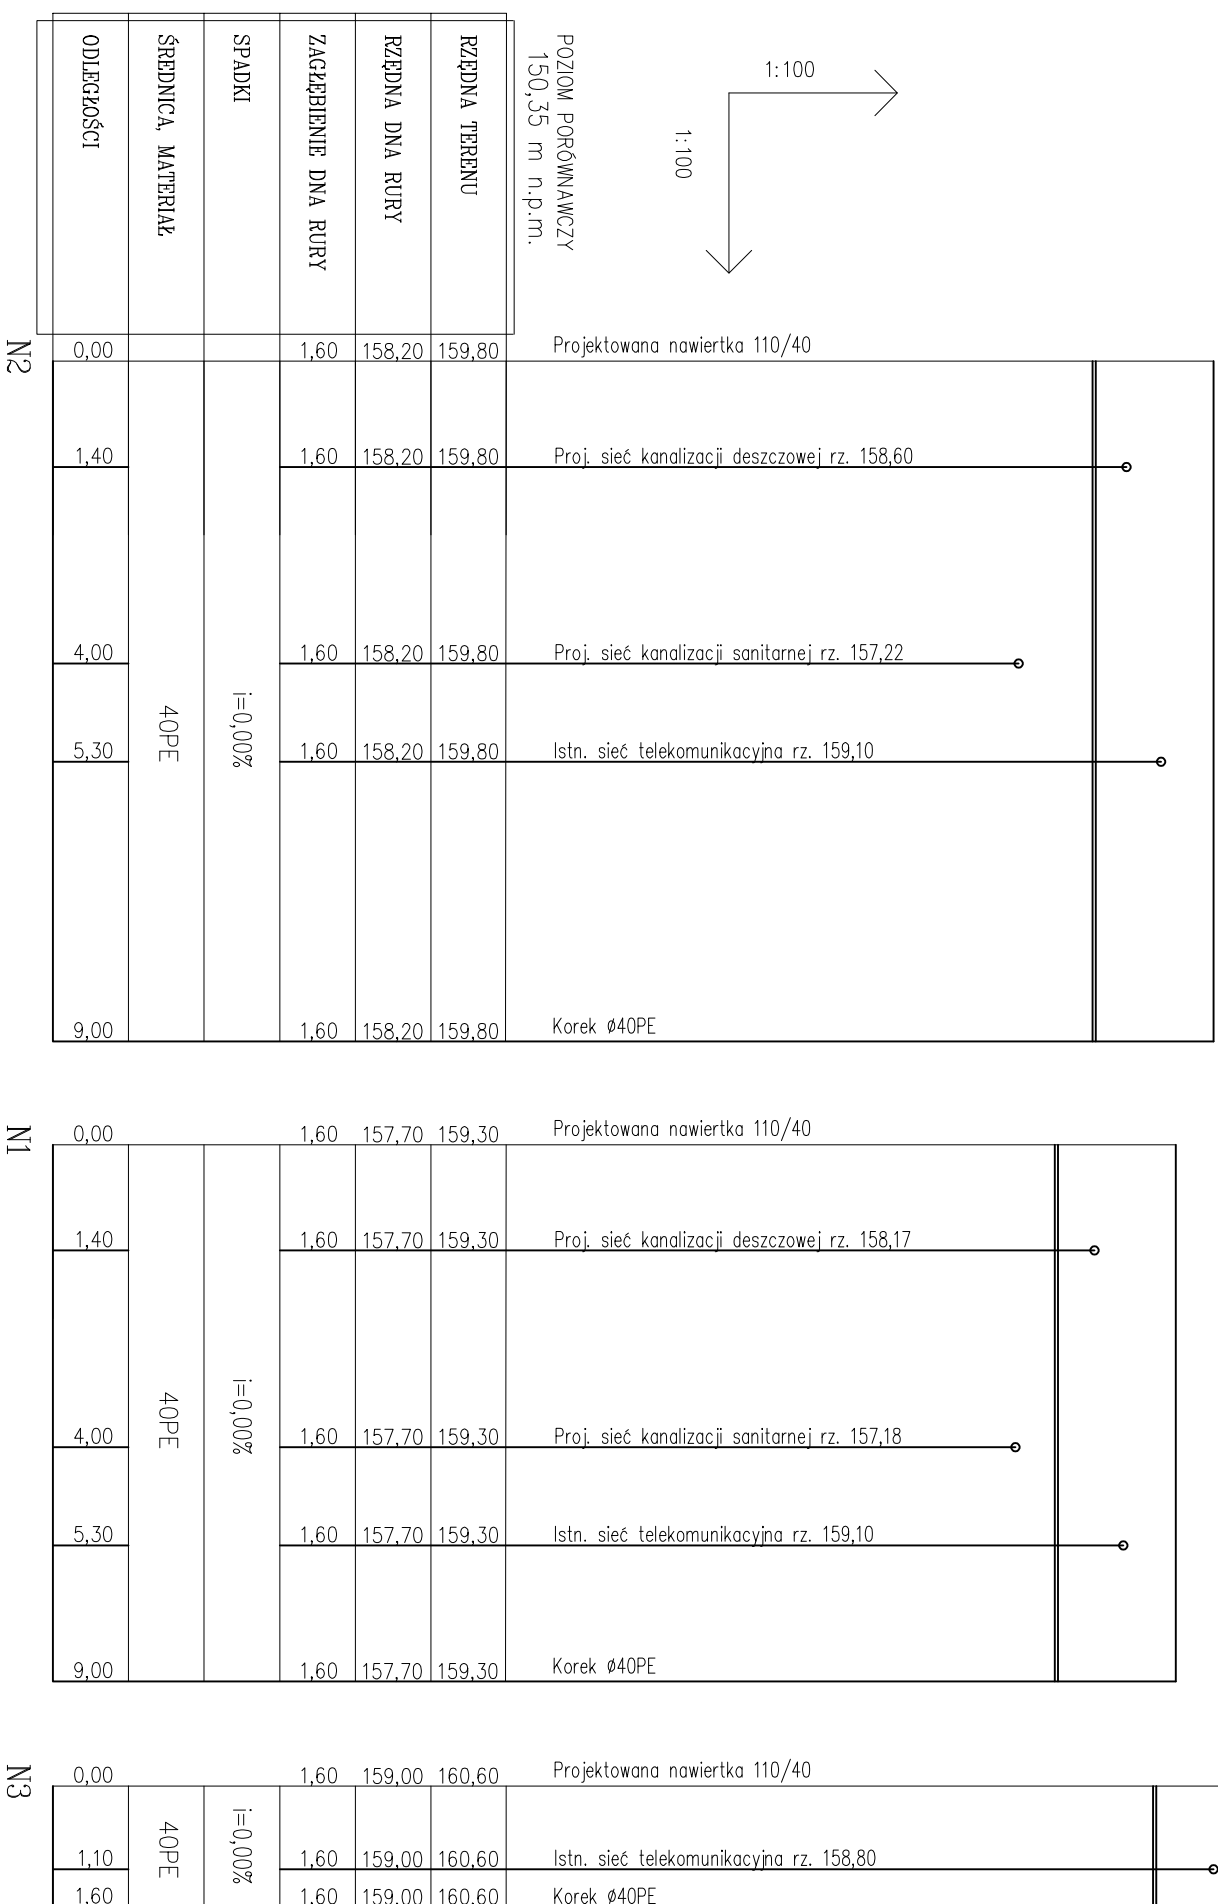 1:100
1:100
POZIOM PORÓWNAWCZY
150,35 m n.p.m.
RZĘDNA TERENU
RZĘDNA DNA RURY
ZAGŁĘBIENIE DNA RURY
SPADKI
ŚREDNICA, MATERIAŁ
ODLEGŁOŚCI
N2
0,00 1,60 158,20 159,80 Projektowana nawiertka 110/40
1,40 1,60 158,20 159,80 Proj. sieć kanalizacji deszczowej rz. 158,60
4,00 1,60 158,20 159,80 Proj. sieć kanalizacji sanitarnej rz. 157,22
40PE i=0,00%
5,30 1,60 158,20 159,80 Istn. sieć telekomunikacyjna rz. 159,10
9,00 1,60 158,20 159,80 Korek ø40PE
N1
0,00 1,60 157,70 159,30 Projektowana nawiertka 110/40
1,40 1,60 157,70 159,30 Proj. sieć kanalizacji deszczowej rz. 158,17
40PE i=0,00%
4,00 1,60 157,70 159,30 Proj. sieć kanalizacji sanitarnej rz. 157,18
5,30 1,60 157,70 159,30 Istn. sieć telekomunikacyjna rz. 159,10
9,00 1,60 157,70 159,30 Korek ø40PE
N3
0,00 1,60 159,00 160,60 Projektowana nawiertka 110/40
40PE i=0,00%
1,10 1,60 159,00 160,60 Istn. sieć telekomunikacyjna rz. 158,80
1,60 1,60 159,00 160,60 Korek ø40PE